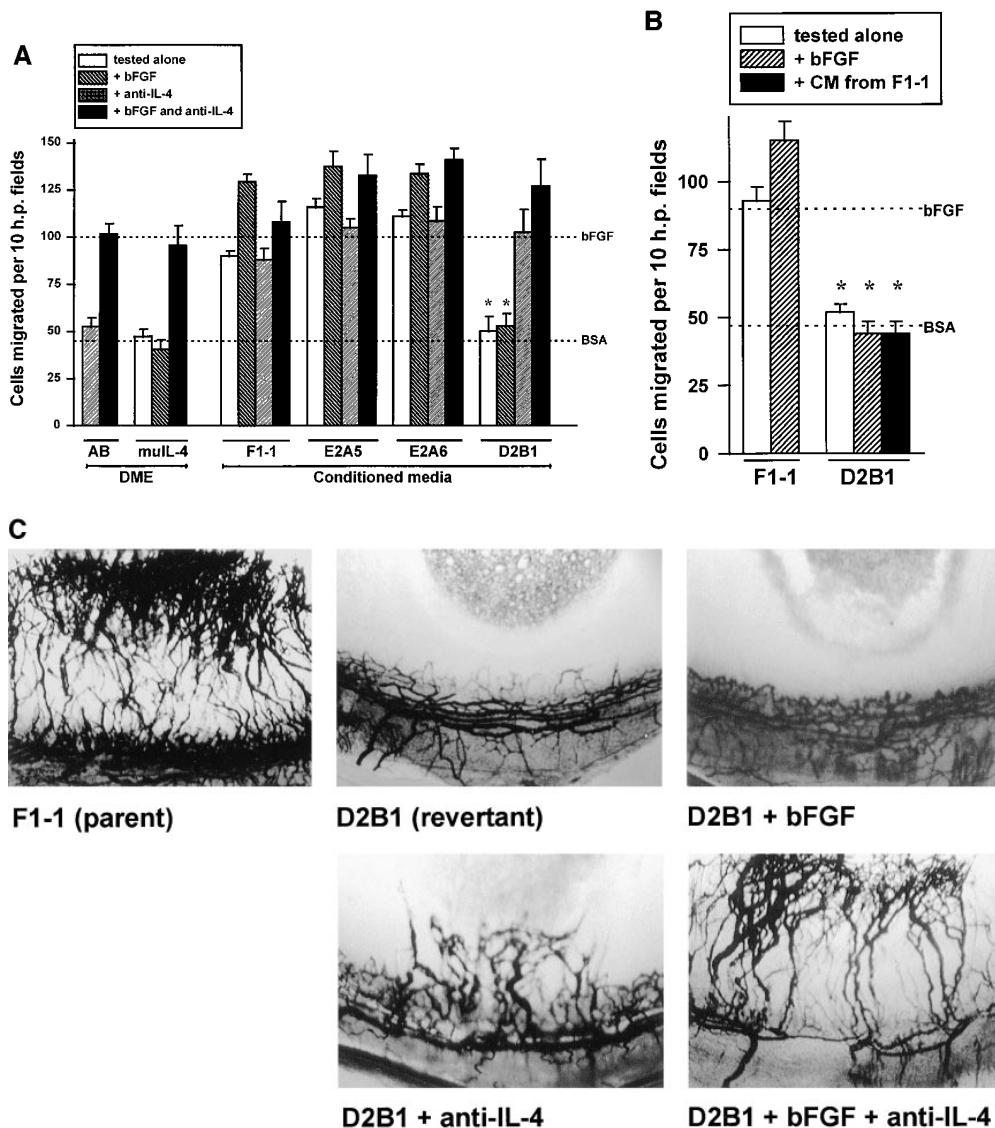 A
tested alone
+ bFGF
+ anti-IL-4
+ bFGF and anti-IL-4
Cells migrated per 10 h.p. fields
150
125
100
75
50
25
0
bFGF
* *
BSA
AB muIL-4 F1-1 E2A5 E2A6 D2B1
DME Conditioned media
B
tested alone
+ bFGF
+ CM from F1-1
Cells migrated per 10 h.p. fields
100
75
50
25
0
bFGF
* * *
BSA
F1-1 D2B1
C
F1-1 (parent) D2B1 (revertant) D2B1 + bFGF
D2B1 + anti-IL-4 D2B1 + bFGF + anti-IL-4